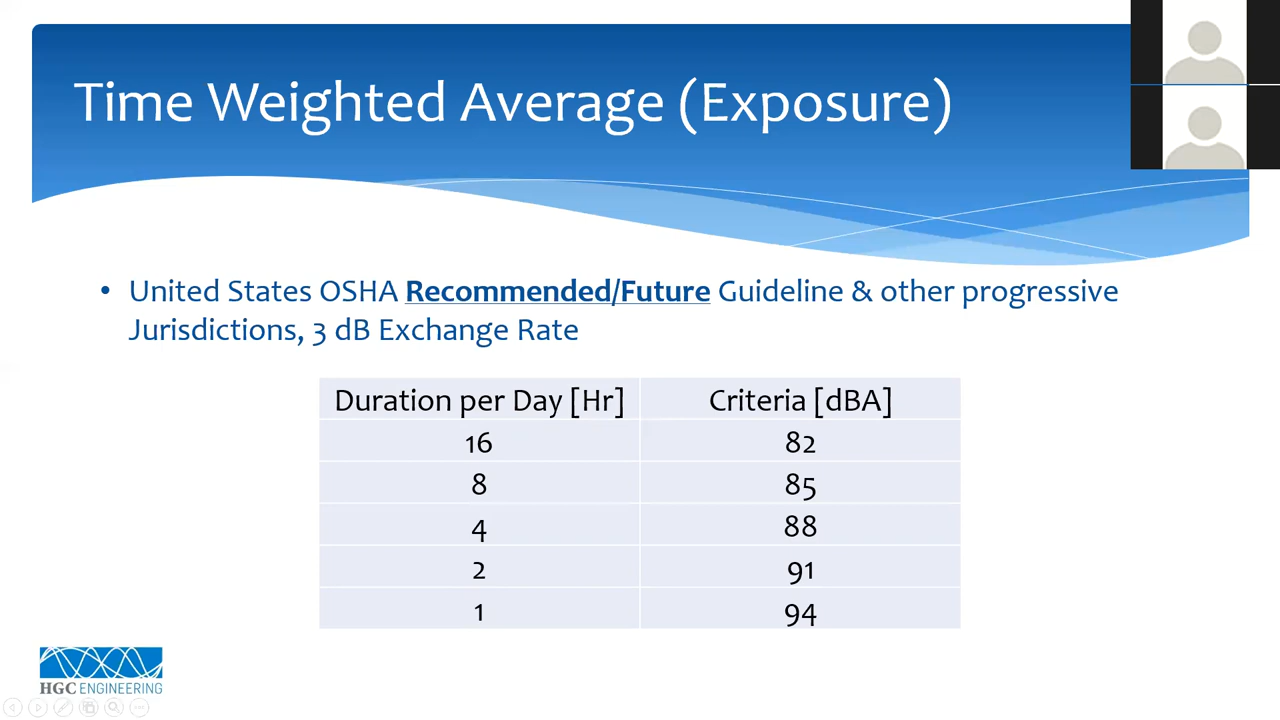 Time Weighted Average (Exposure)
• United States OSHA Recommended/Future Guideline & other progressive
Jurisdictions, 3 dB Exchange Rate
Duration per Day [Hr] Criteria [dBA]
16 82
8 85
4 88
2 91
1 94
HGC ENGINEERING